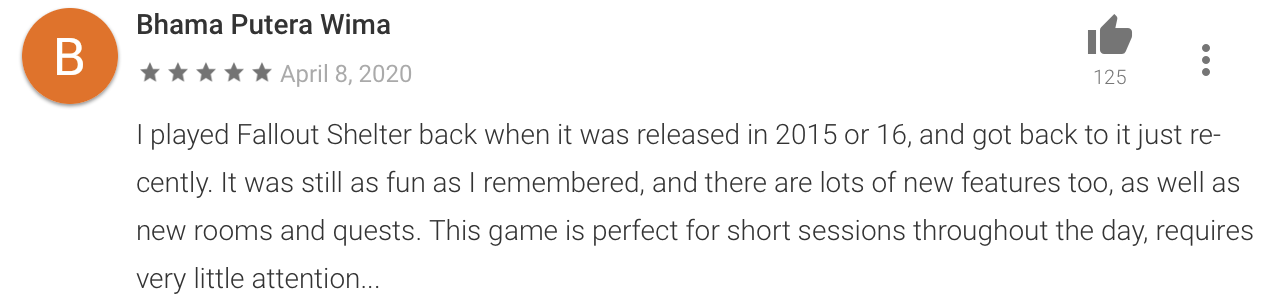 B
Bhama Putera Wima
April 8, 2020
125
I played Fallout Shelter back when it was released in 2015 or 16, and got back to it just re-
cently. It was still as fun as I remembered, and there are lots of new features too, as well as
new rooms and quests. This game is perfect for short sessions throughout the day, requires
very little attention...